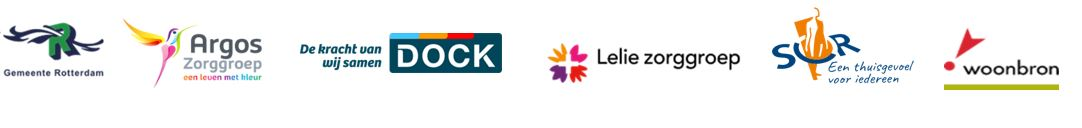 R
Gemeente Rotterdam
Argos
Zorggroep
een leven met kleur
De kracht van
wij samen
DOCK
Lelie zorggroep
SOR
Een thuisgevoel
voor iedereen
woonbron